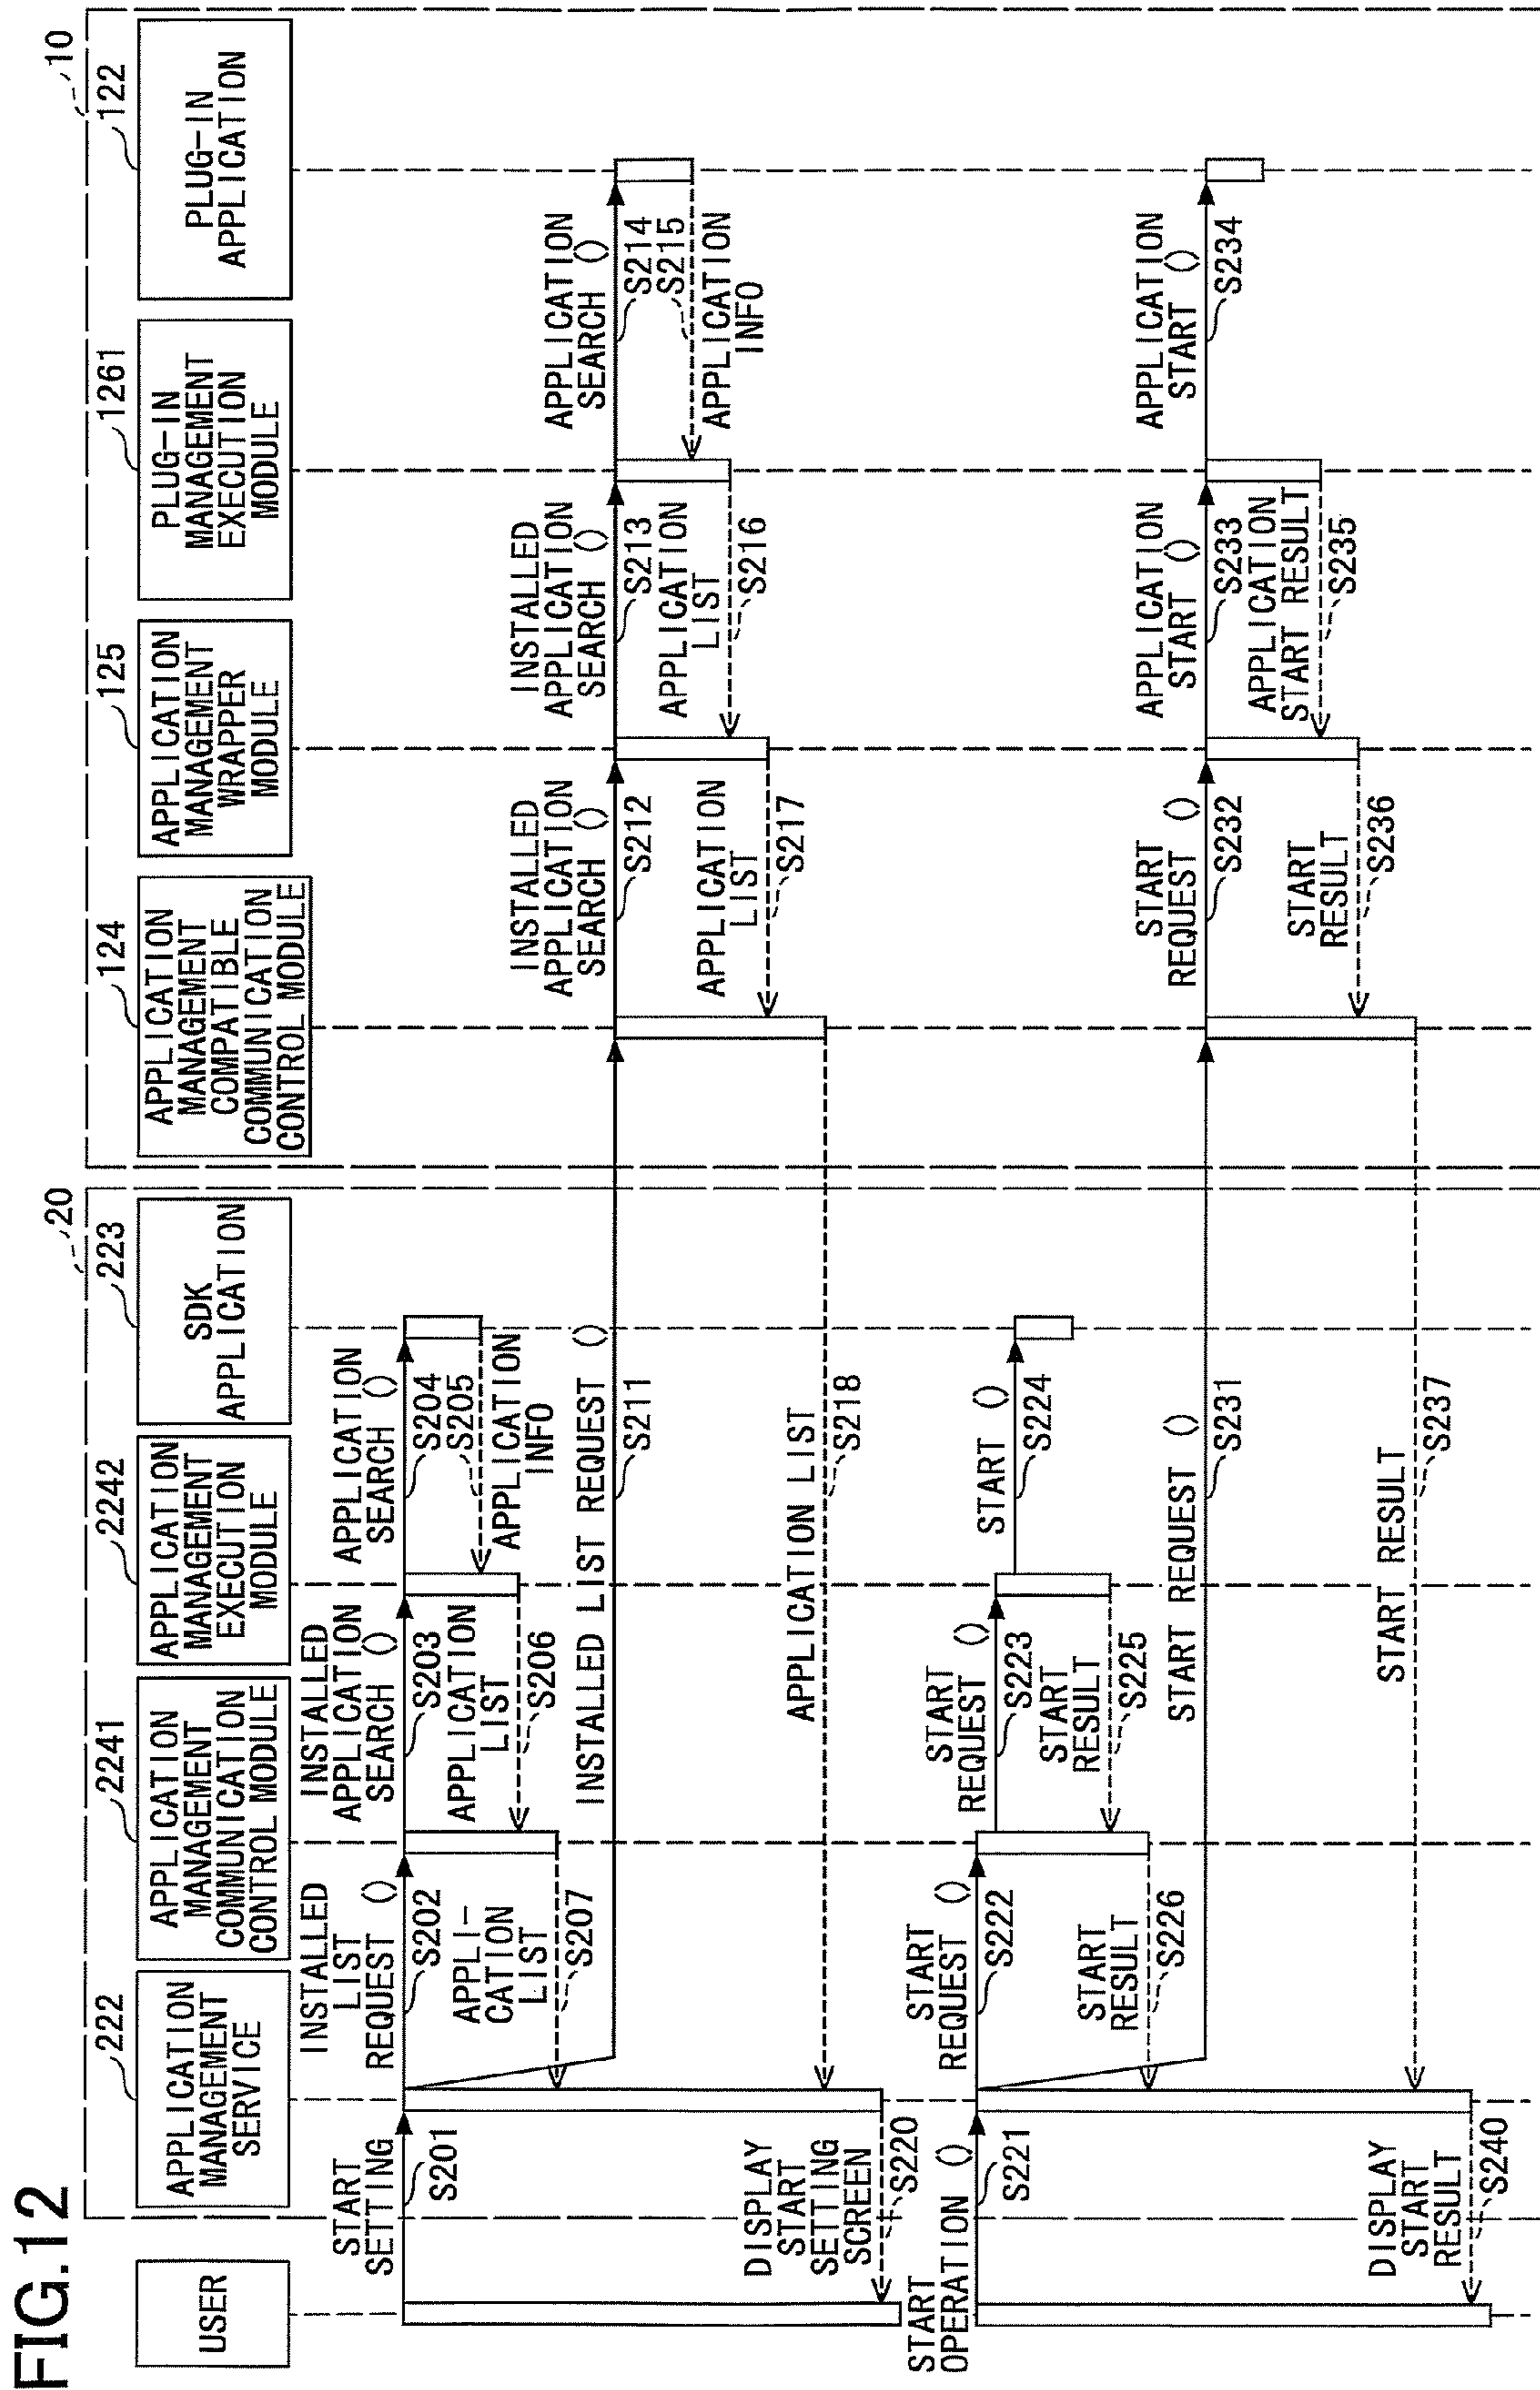 FIG.12
USER
20
222
APPLICATION
MANAGEMENT
SERVICE
2241
APPLICATION
MANAGEMENT
COMMUNICATION
CONTROL MODULE
2242
APPLICATION
MANAGEMENT
EXECUTION
MODULE
223
SDK
APPLICATION
10
124
APPLICATION
MANAGEMENT
COMPATIBLE
COMMUNICATION
CONTROL MODULE
125
APPLICATION
MANAGEMENT
WRAPPER
MODULE
1261
PLUG-IN
MANAGEMENT
EXECUTION
MODULE
122
PLUG-IN
APPLICATION
START
SETTING
S201
INSTALLED
LIST
REQUEST ()
S202
INSTALLED
APPLICATION
SEARCH ()
S203
APPLICATION
SEARCH ()
S204
S205
APPLICATION
INFO
APPLICATION
LIST
S206
APPLI-
CATION
LIST
S207
INSTALLED LIST REQUEST ()
S211
INSTALLED
APPLICATION
SEARCH ()
S212
INSTALLED
APPLICATION
SEARCH ()
S213
APPLICATION
SEARCH ()
S214
S215
APPLICATION
INFO
APPLICATION
LIST
S216
APPLICATION
LIST
S217
APPLICATION LIST
S218
DISPLAY
START
SETTING
SCREEN
S220
START
OPERATION ()
S221
START
REQUEST ()
S222
START
REQUEST ()
S223
START ()
S224
START
RESULT
S225
START
RESULT
S226
START REQUEST ()
S231
START
REQUEST ()
S232
APPLICATION
START ()
S233
APPLICATION
START ()
S234
APPLICATION
START RESULT
S235
START
RESULT
S236
START RESULT
S237
DISPLAY
START
RESULT
S240